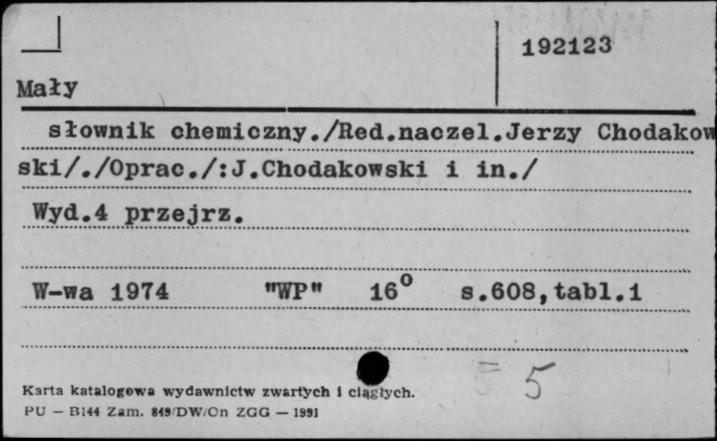 192123
Mały
słownik chemiczny./Red.naczel.Jerzy Chodakow
ski/./Oprac./:J.Chodakowski i in./
Wyd.4 przejrz.
W-wa 1974 "WP" 16° s.608,tabl.1
5
Karta katalogowa wydawnictw zwartych i ciągłych.
PU — B144 Zam. 849/DW/On ZGG — 1991